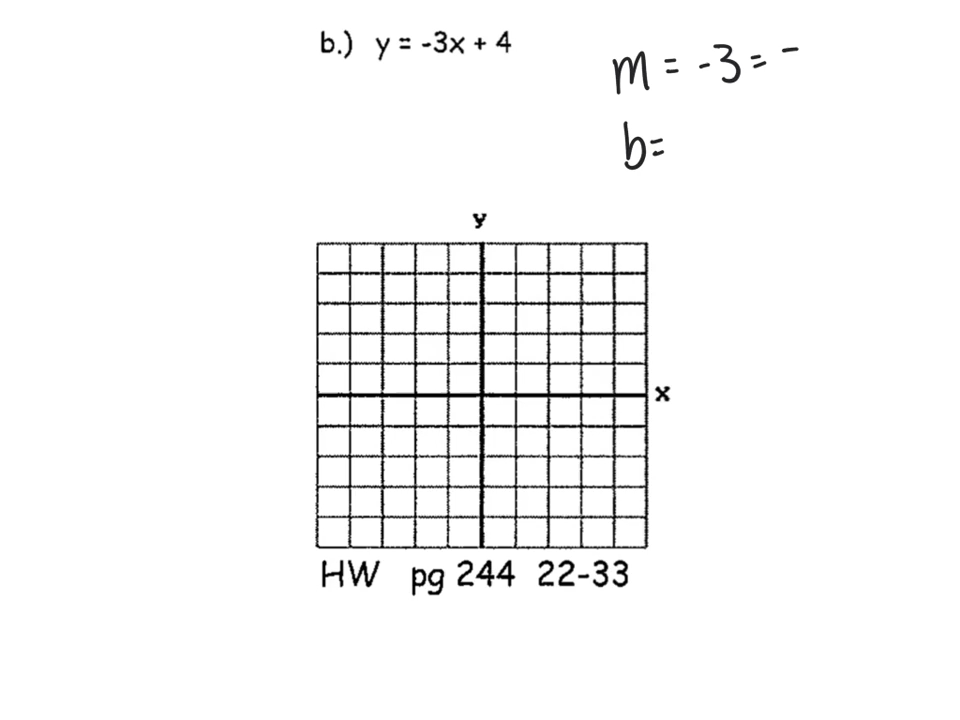 b.) y = -3x + 4
m = -3 = -
b=
y
x
HW pg 244 22-33